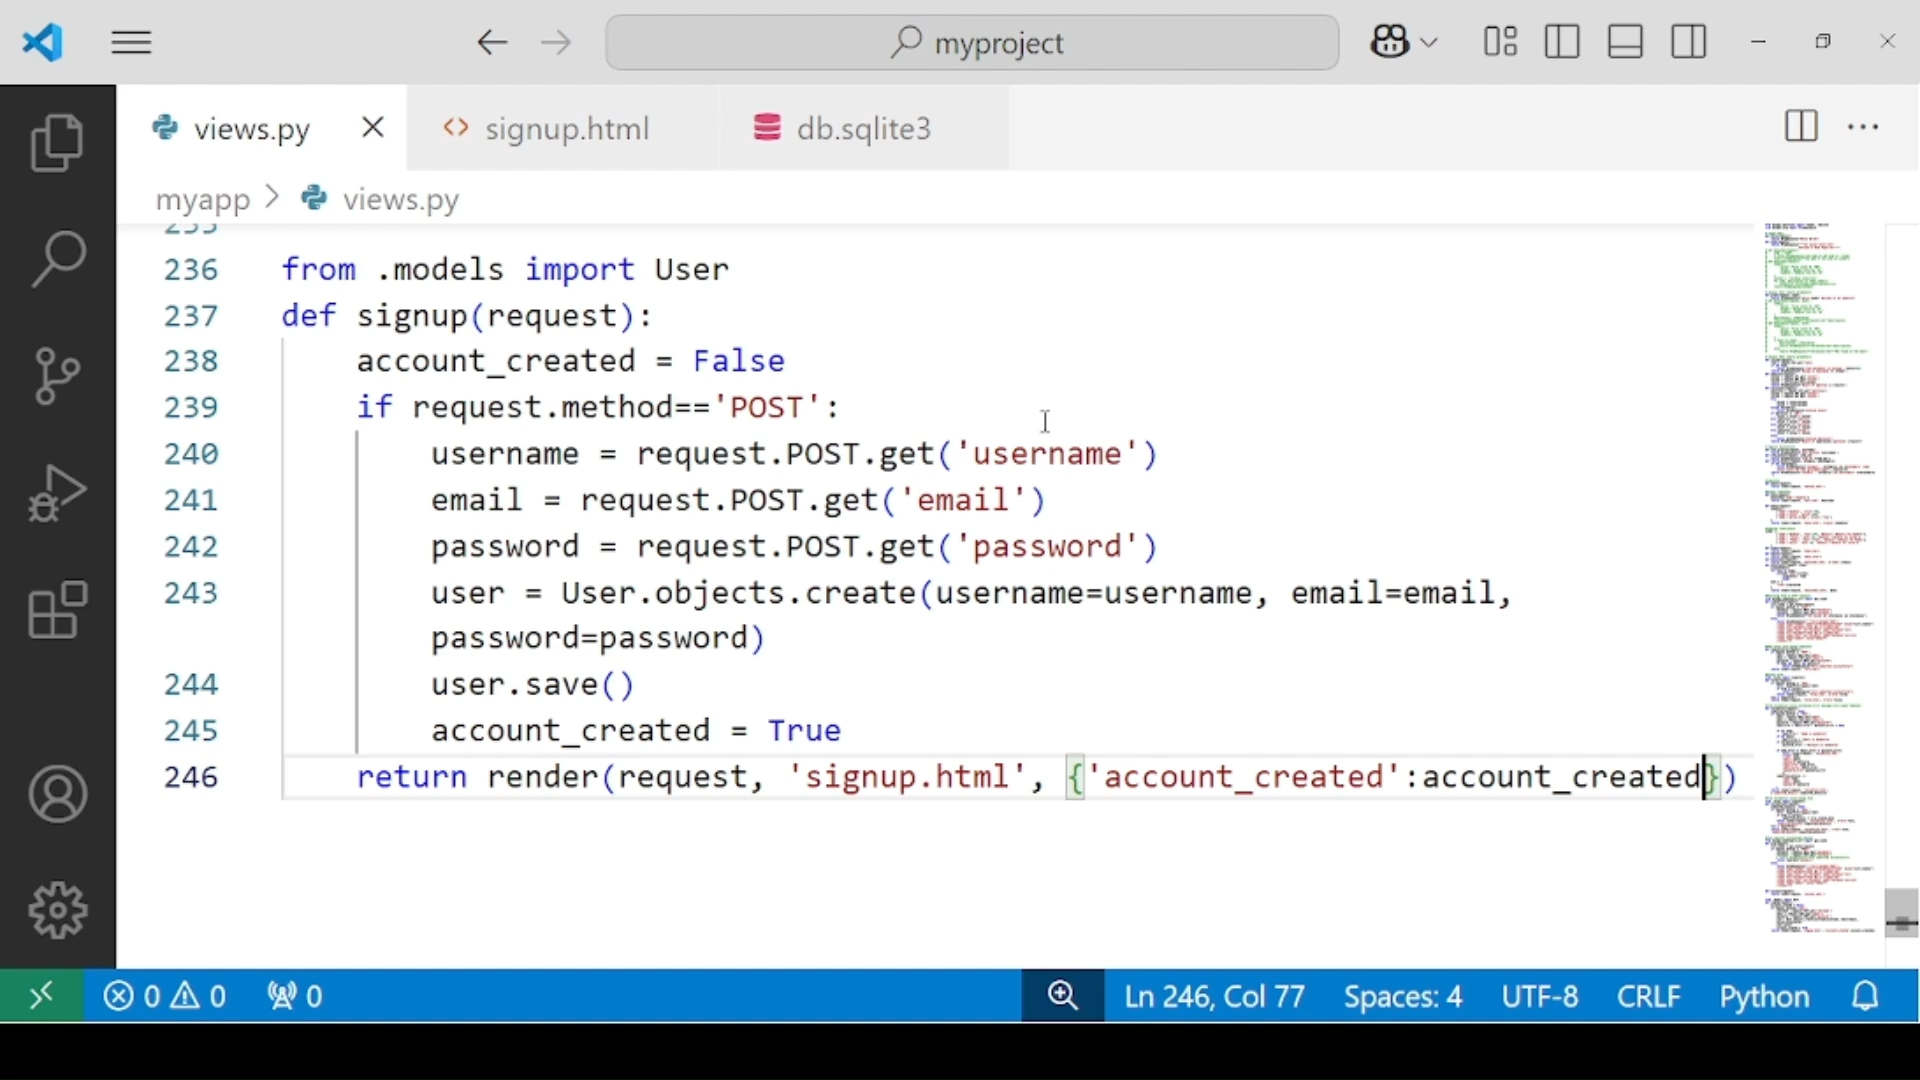 myproject
views.py
signup.html
db.sqlite3
myapp > views.py
235
236 from .models import User
237 def signup(request):
238 account_created = False
239 if request.method=='POST':
240 username = request.POST.get('username')
241 email = request.POST.get('email')
242 password = request.POST.get('password')
243 user = User.objects.create(username=username, email=email,
password=password)
244 user.save()
245 account_created = True
246 return render(request, 'signup.html', {'account_created':account_created})
0 0 0 Ln 246, Col 77 Spaces: 4 UTF-8 CRLF Python